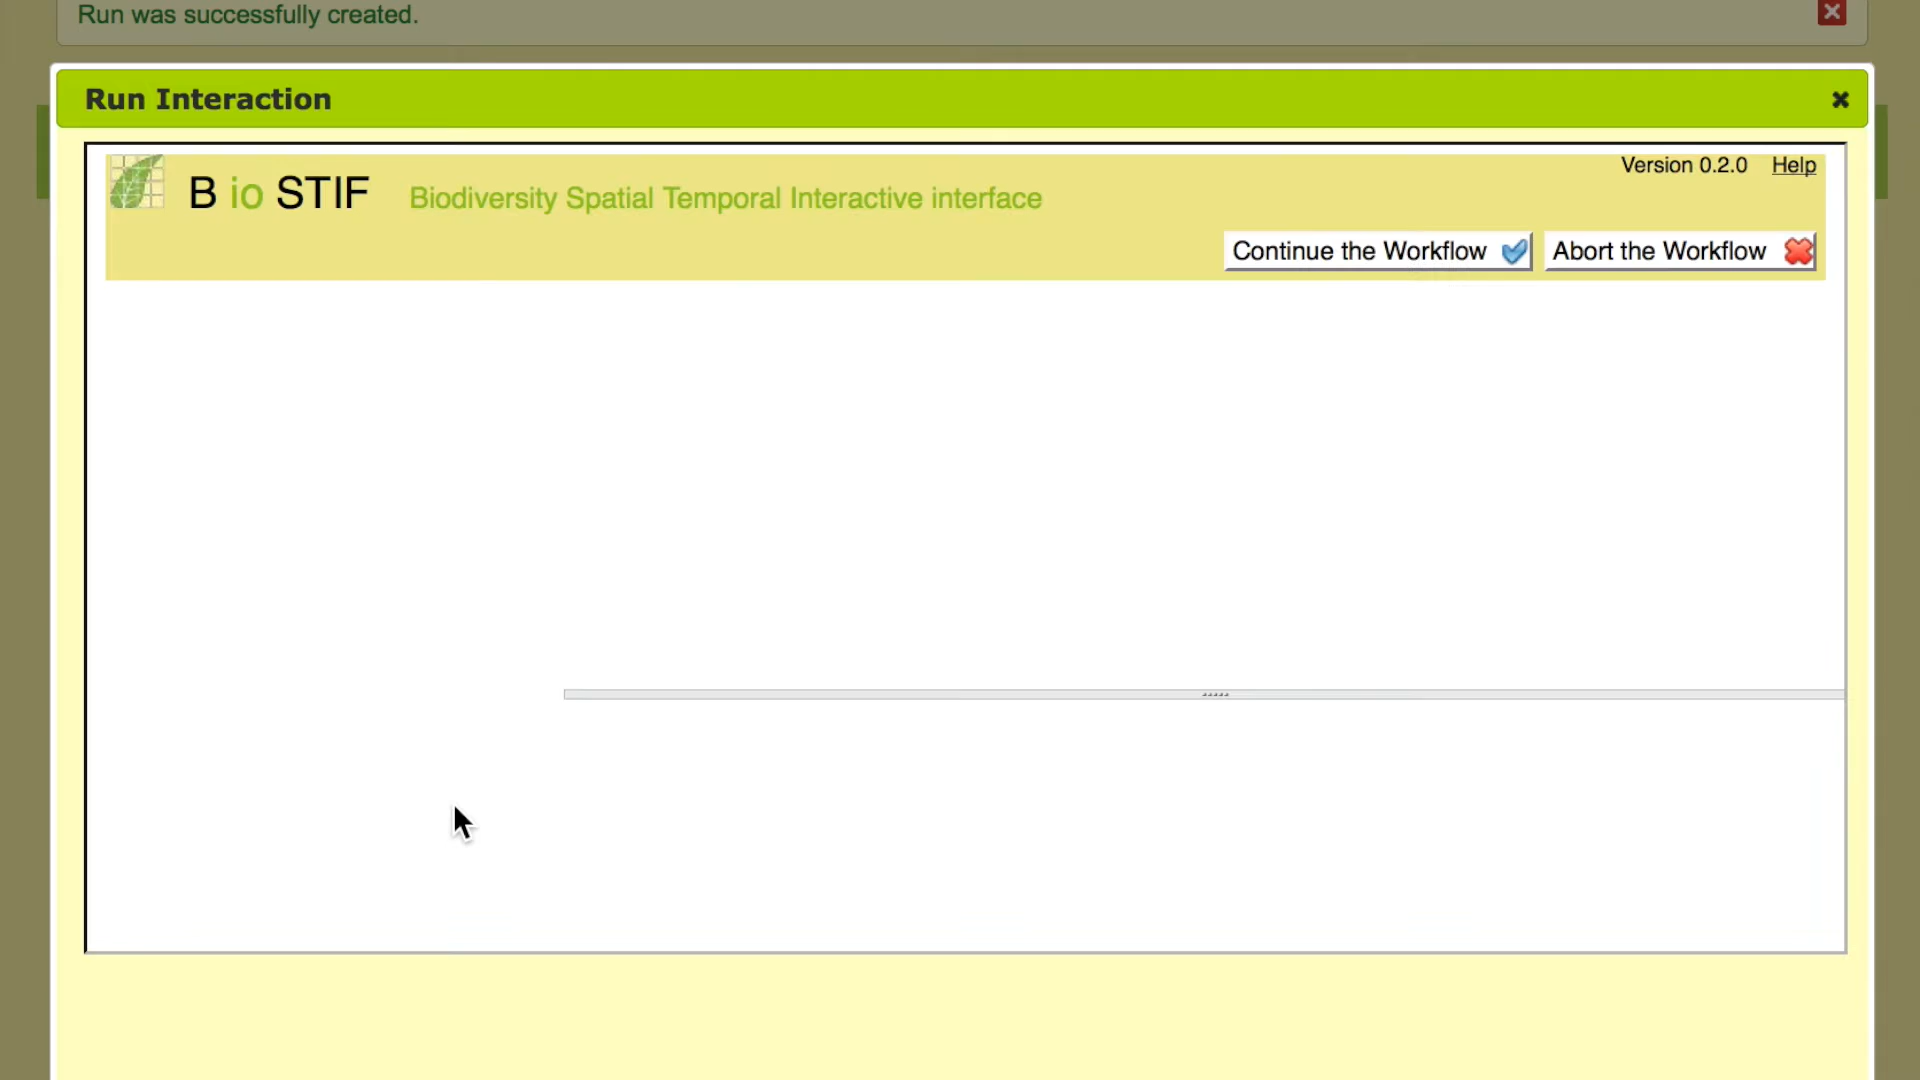 Run was successfully created.
Run Interaction
Version 0.2.0 Help
B io STIF Biodiversity Spatial Temporal Interactive interface
Continue the Workflow Abort the Workflow